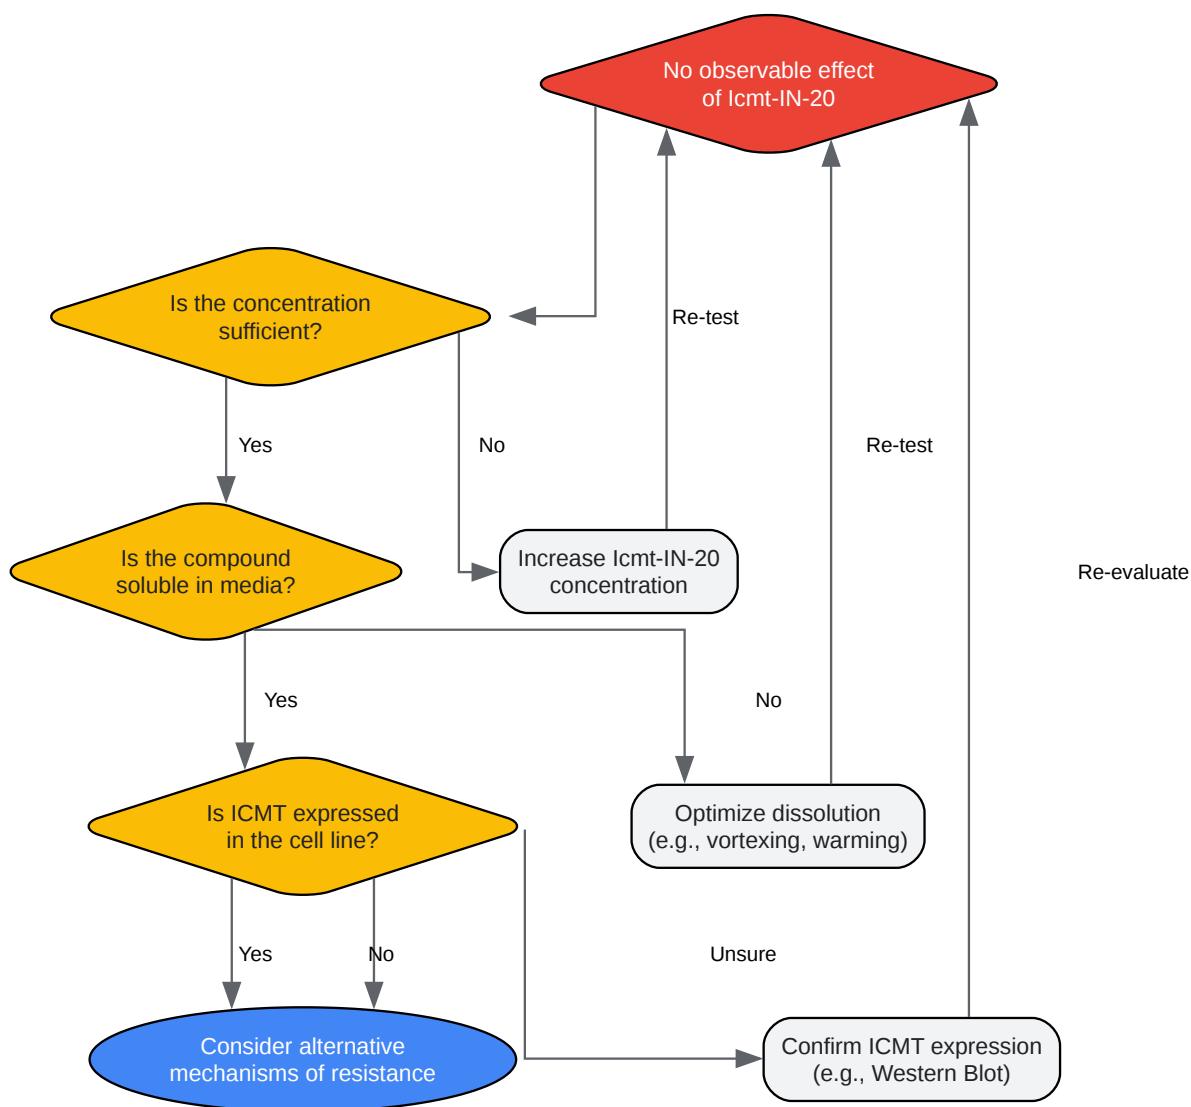 No observable effect
of Icmt-IN-20
Is the concentration
sufficient?
Re-test
Yes
No
Re-test
Is the compound
soluble in media?
Increase Icmt-IN-20
concentration
Re-evaluate
Yes
No
Is ICMT expressed
in the cell line?
Optimize dissolution
(e.g., vortexing, warming)
Yes
No
Unsure
Consider alternative
mechanisms of resistance
Confirm ICMT expression
(e.g., Western Blot)